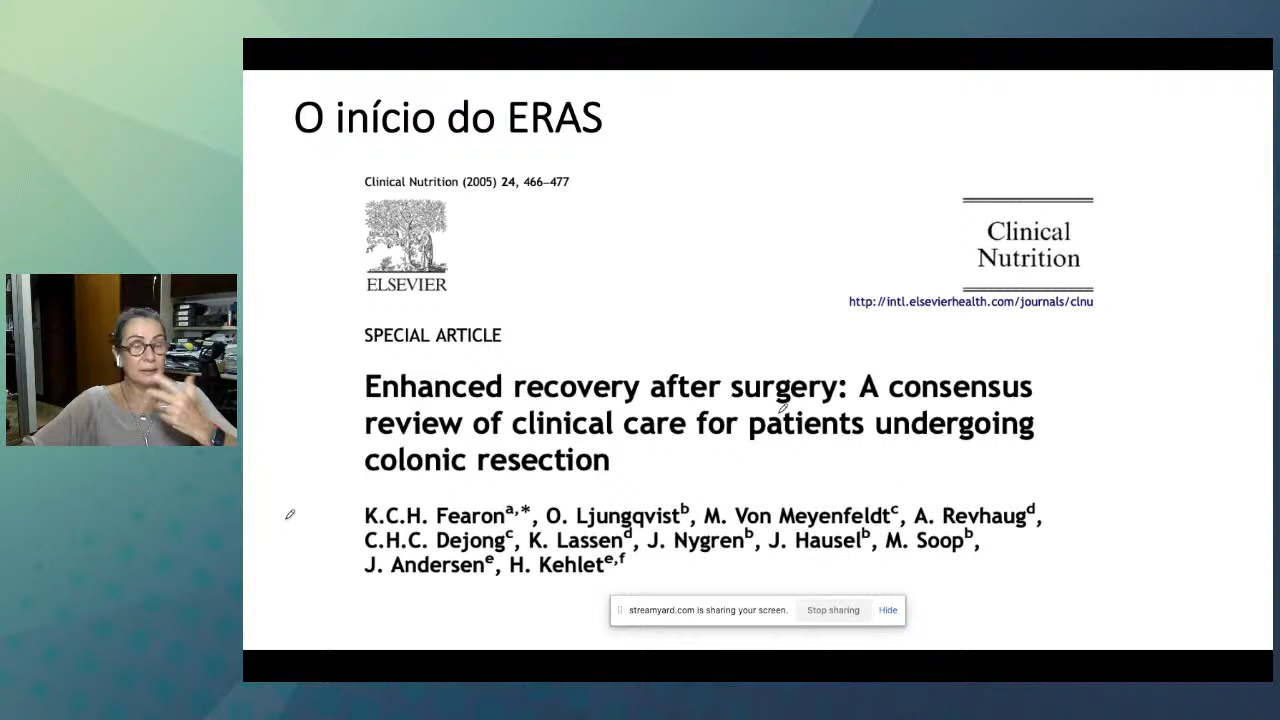 O início do ERAS
Clinical Nutrition (2005) 24, 466–477
ELSEVIER
Clinical
Nutrition
http://intl.elsevierhealth.com/journals/clnu
SPECIAL ARTICLE
Enhanced recovery after surgery: A consensus
review of clinical care for patients undergoing
colonic resection
K.C.H. Fearon^a,*, O. Ljungqvist^b, M. Von Meyenfeldt^c, A. Revhaug^d,
C.H.C. Dejong^c, K. Lassen^d, J. Nygren^b, J. Hausel^b, M. Soop^b,
J. Andersen^e, H. Kehlet^e,f
streamyard.com is sharing your screen. Stop sharing Hide